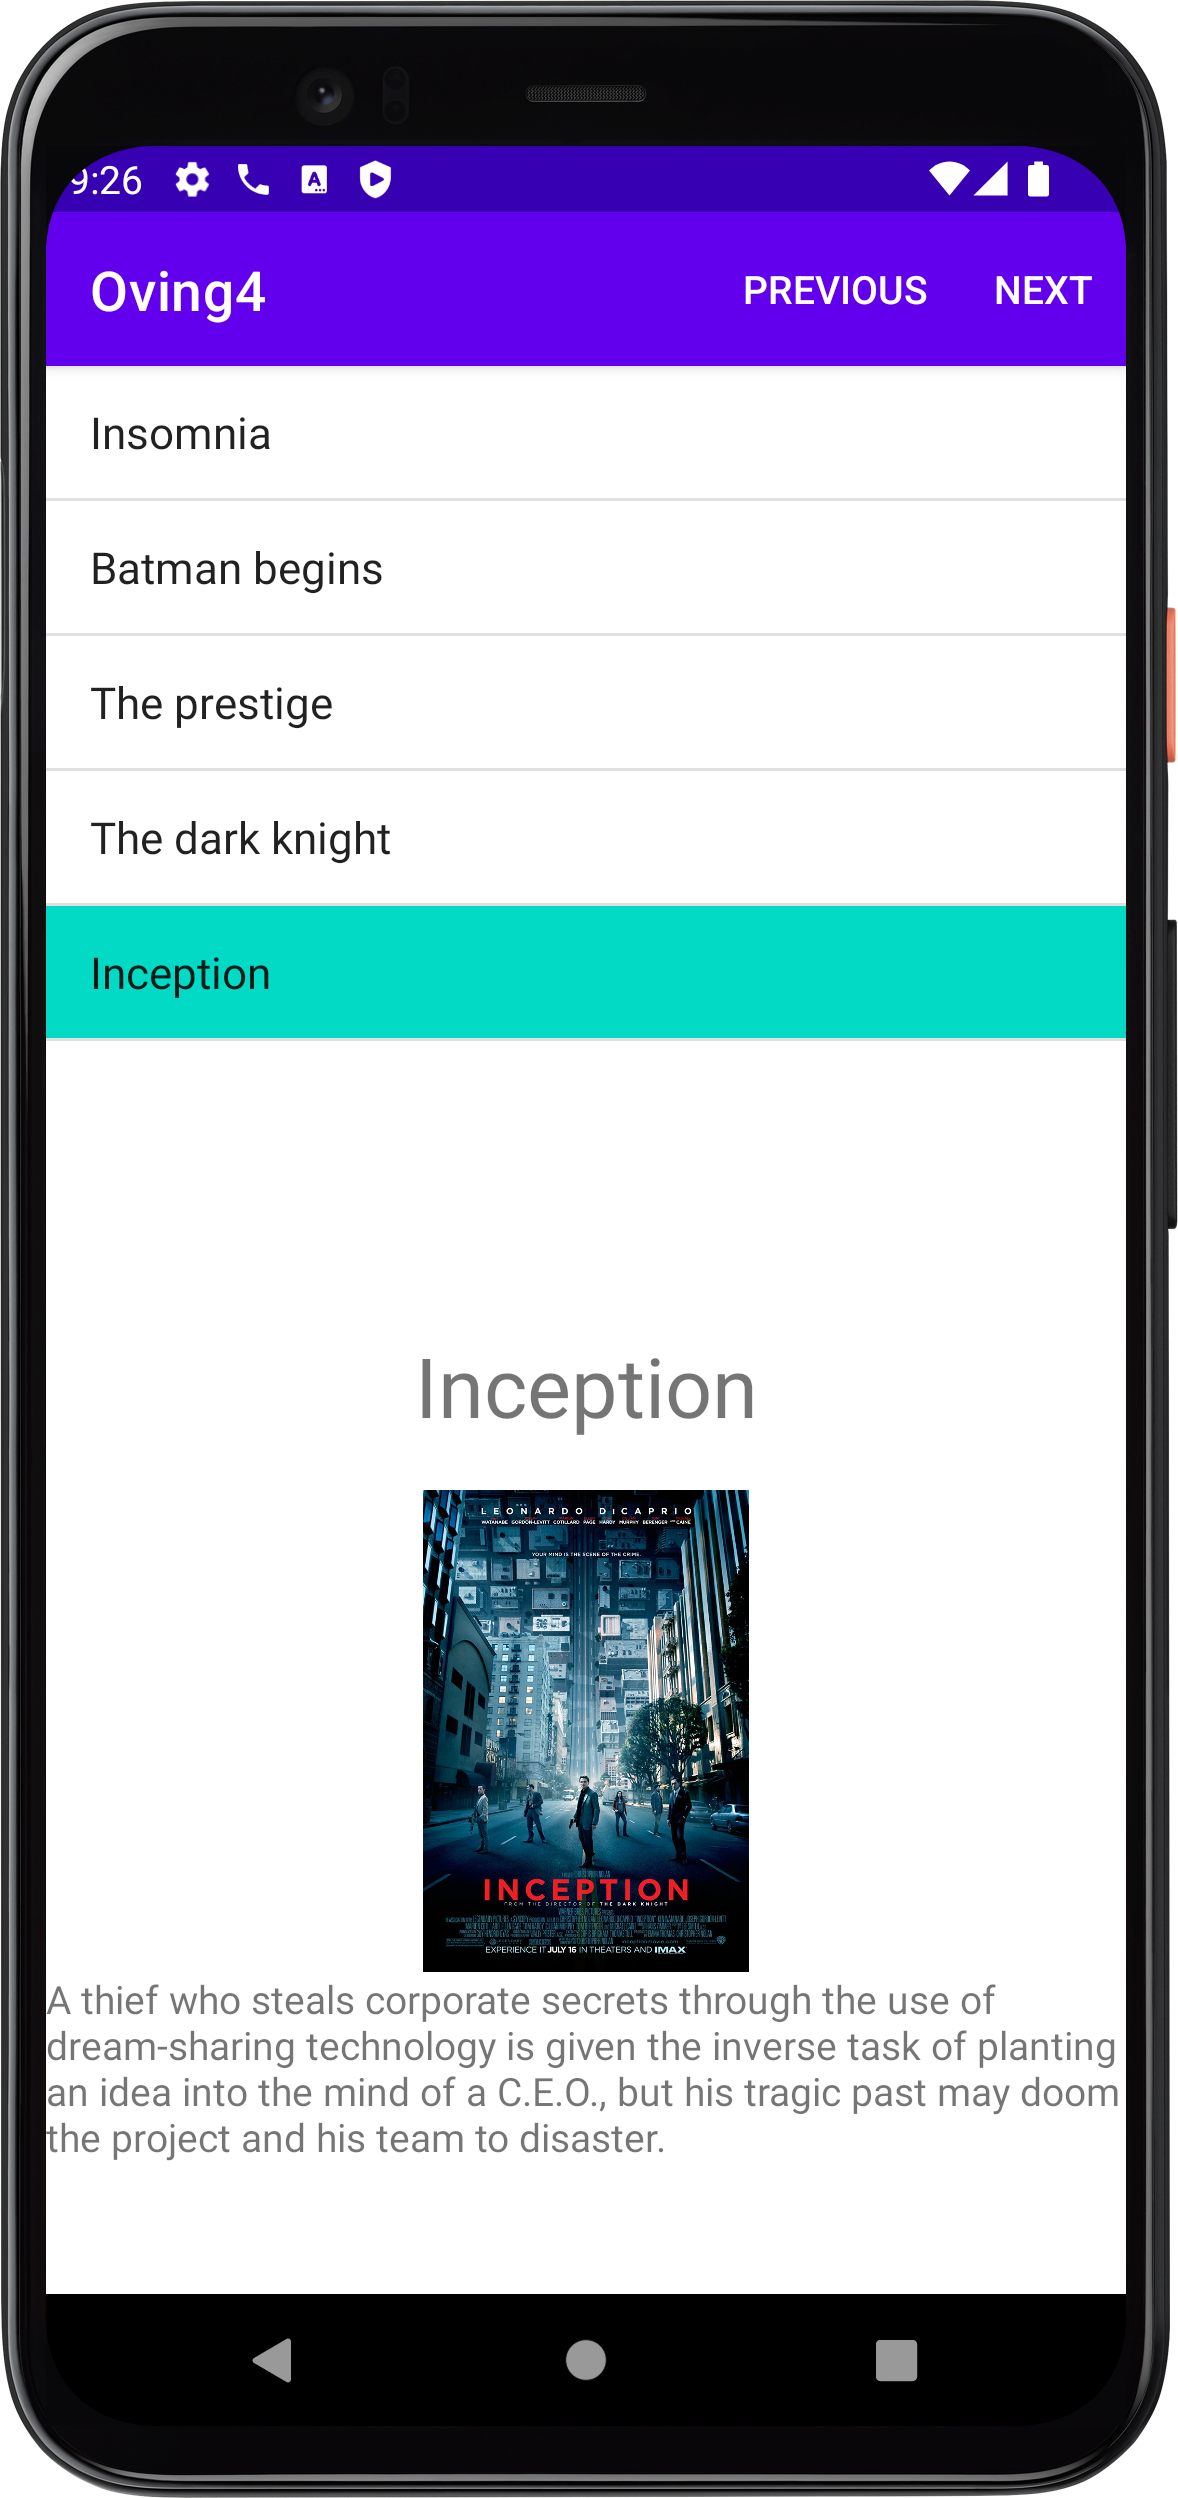 9:26
Oving4 PREVIOUS NEXT
Insomnia
Batman begins
The prestige
The dark knight
Inception
Inception
LEONARDO DiCAPRIO
WATANABE GORDON-LEVITT COTILLARD PAGE HARDY MURPHY BERENGER AND CAINE
YOUR MIND IS THE SCENE OF THE CRIME.
INCEPTION
FROM THE DIRECTOR OF THE DARK KNIGHT
EXPERIENCE IT JULY 16 IN THEATERS AND IMAX
A thief who steals corporate secrets through the use of
dream-sharing technology is given the inverse task of planting
an idea into the mind of a C.E.O., but his tragic past may doom
the project and his team to disaster.